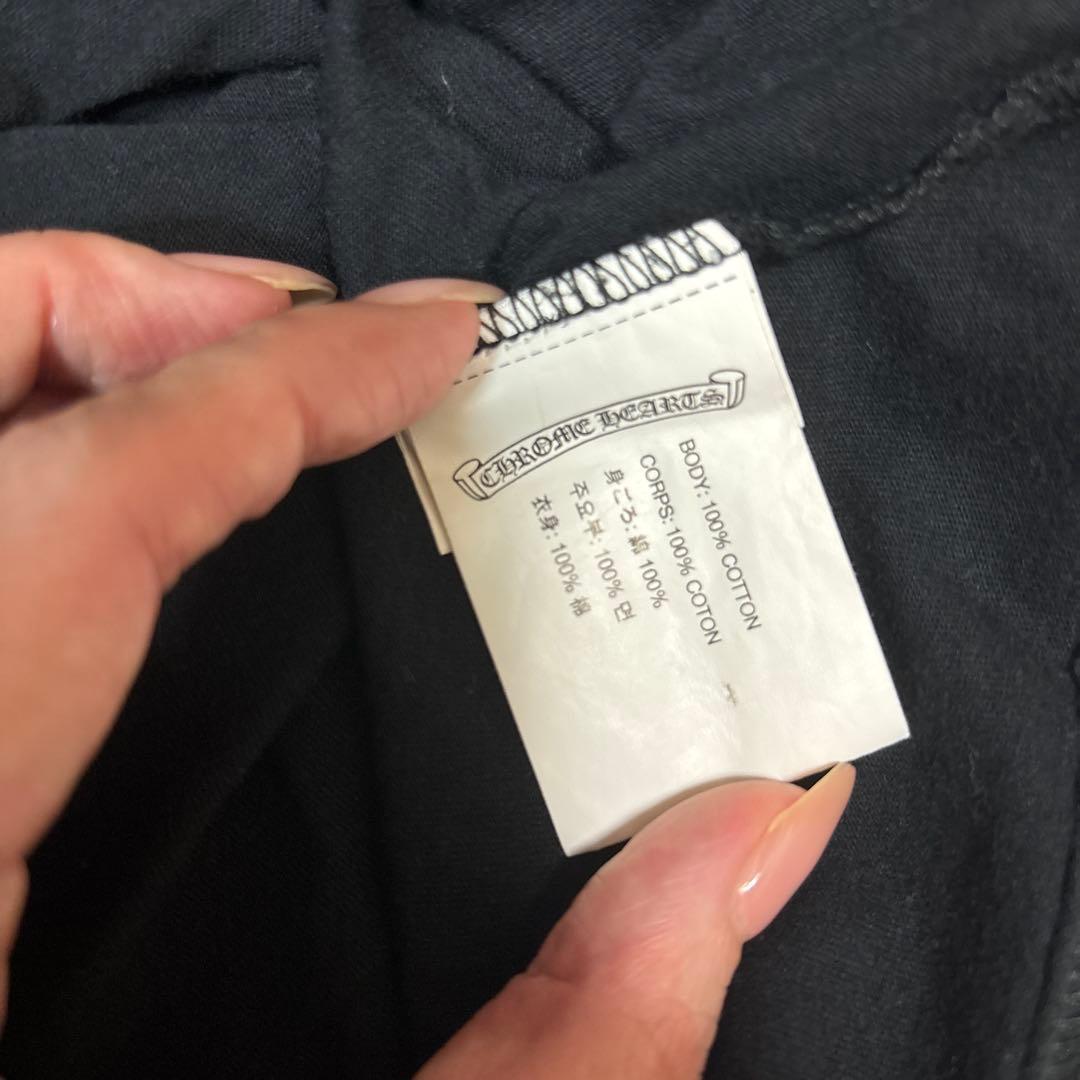 CHROME HEARTS
BODY: 100% COTTON
CORPS: 100% COTON
身ごろ: 綿 100%
주요부: 100% 면
衣身: 100% 棉